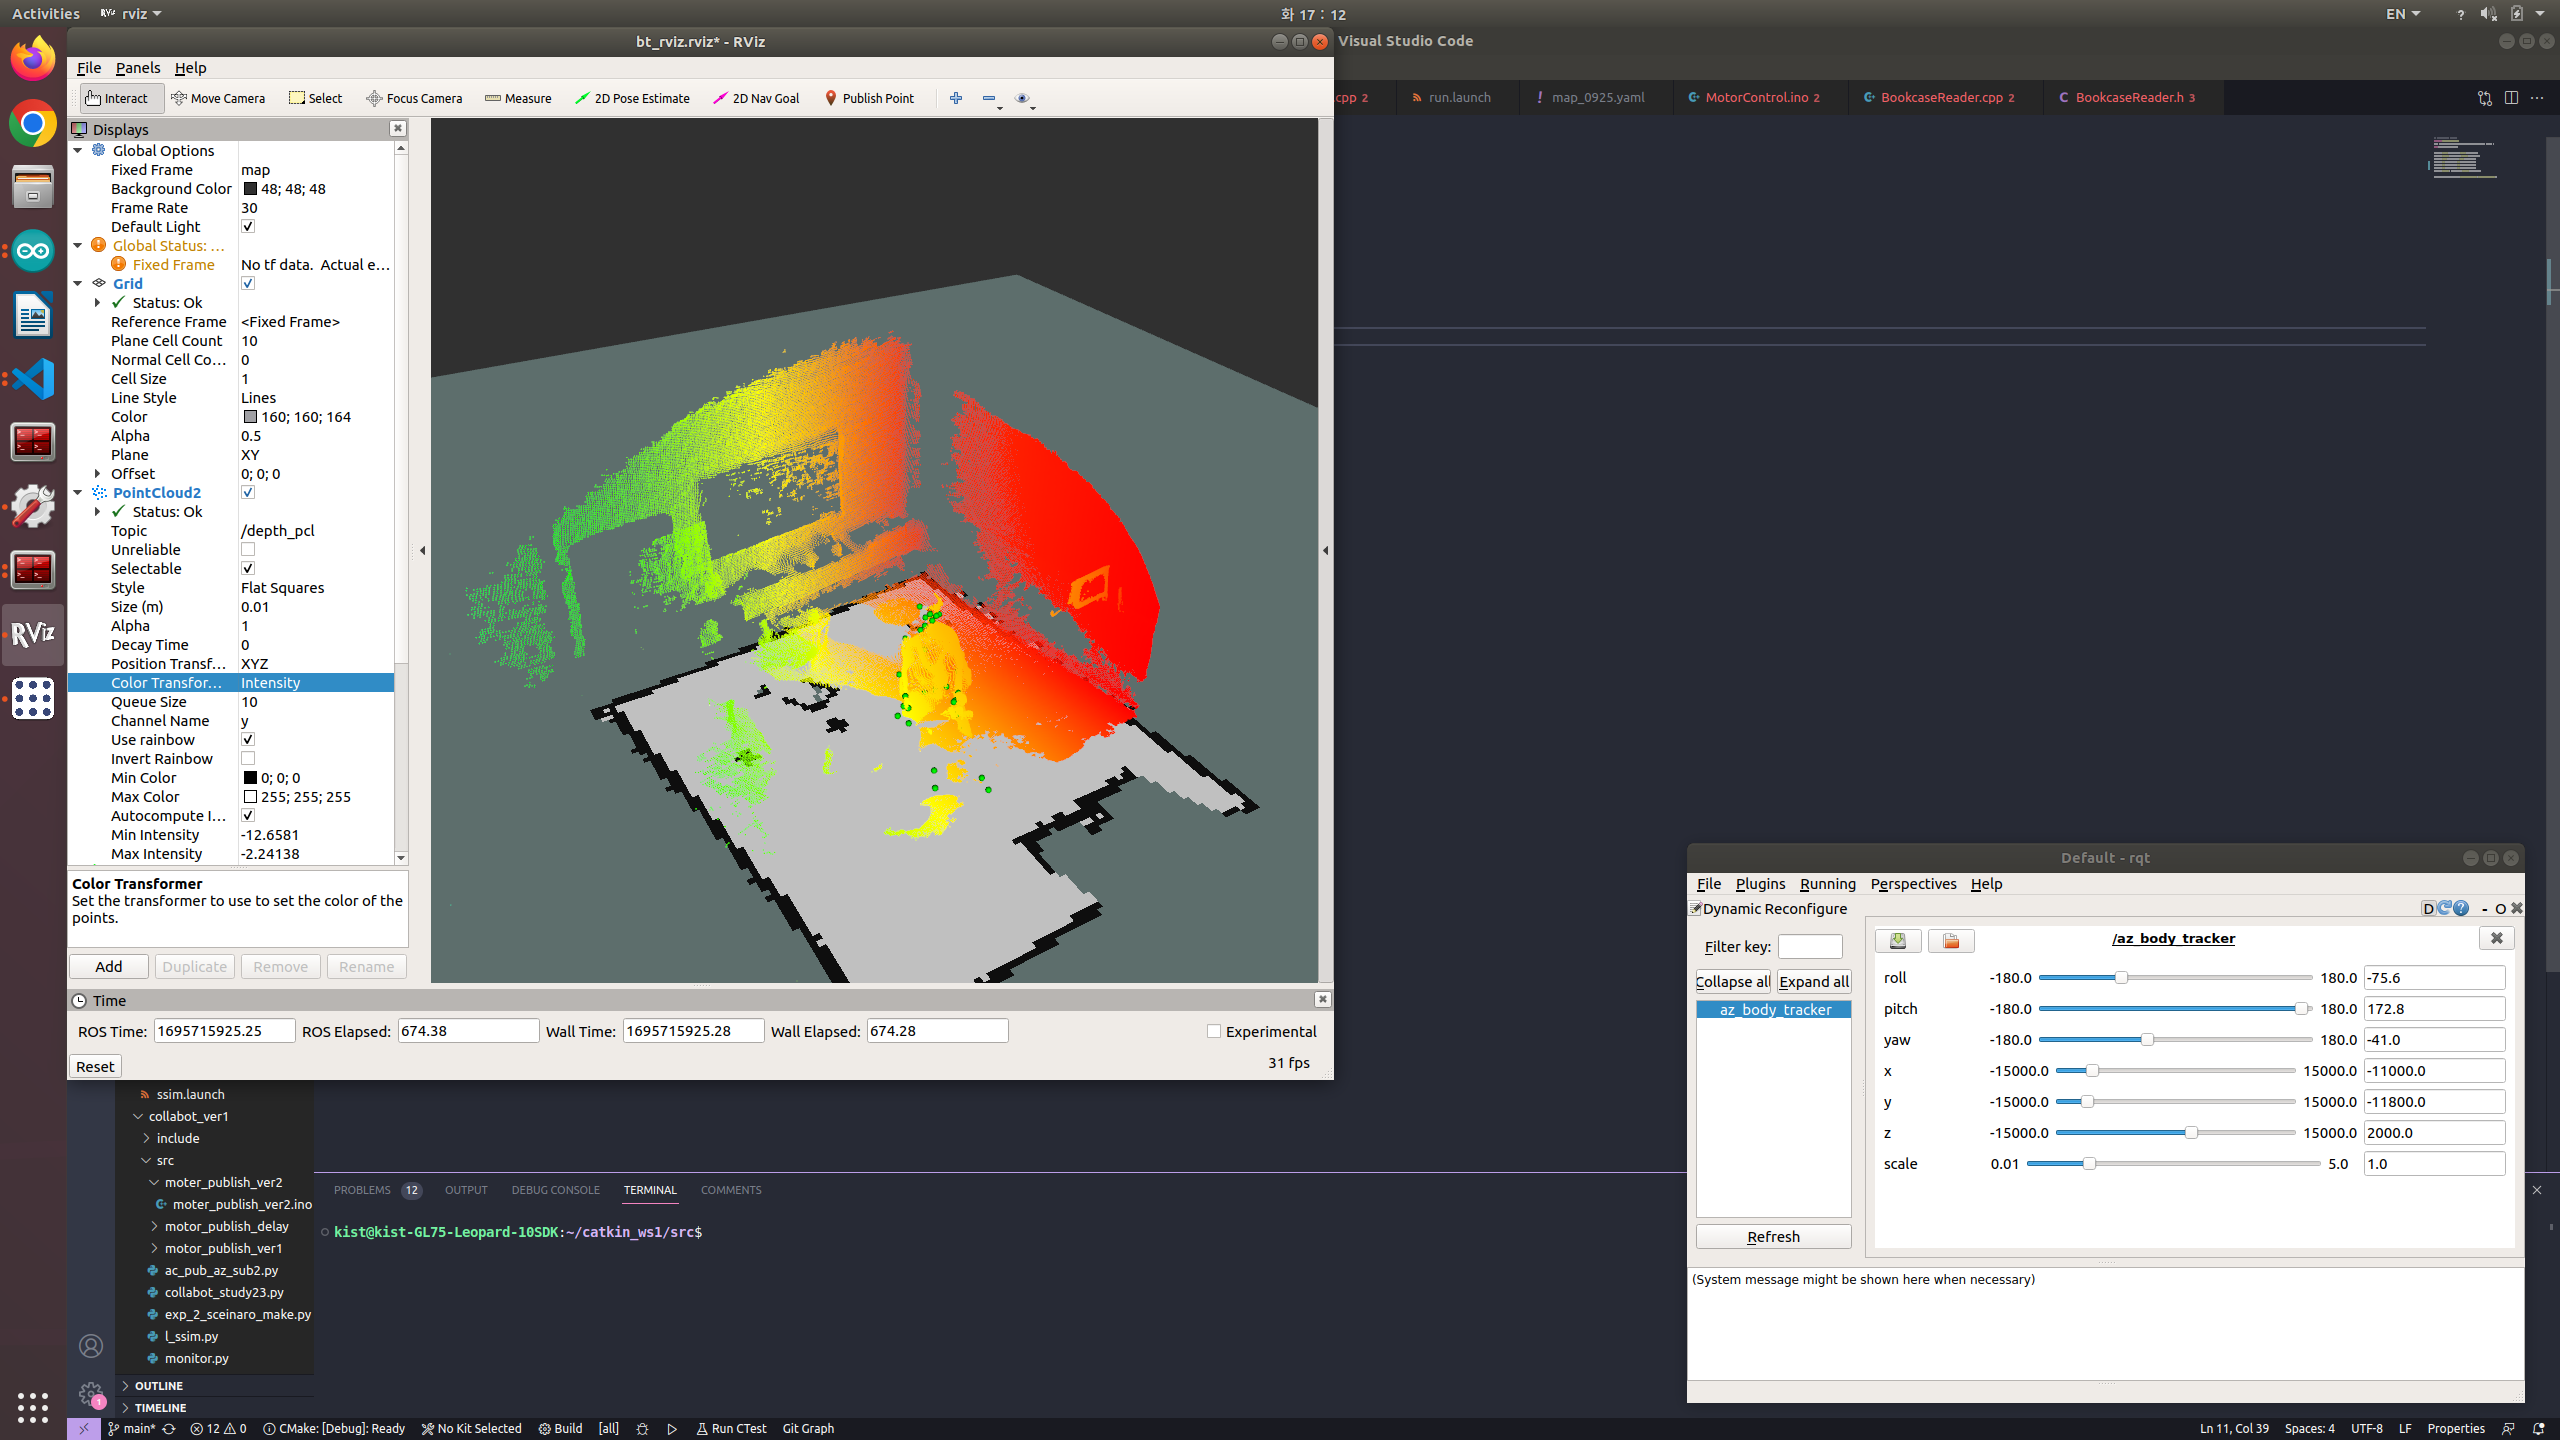 Activities
RViz rviz
화 17 : 12
EN
?
bt_rviz.rviz* - RViz
Visual Studio Code
File Panels Help
Interact Move Camera Select Focus Camera Measure 2D Pose Estimate 2D Nav Goal Publish Point
cpp 2 run.launch ! map_0925.yaml MotorControl.ino 2 BookcaseReader.cpp 2 C BookcaseReader.h 3
Displays
Global Options
Fixed Frame map
Background Color 48; 48; 48
Frame Rate 30
Default Light
Global Status: ...
Fixed Frame No tf data. Actual e...
Grid
Status: Ok
Reference Frame <Fixed Frame>
Plane Cell Count 10
Normal Cell Co... 0
Cell Size 1
Line Style Lines
Color 160; 160; 164
Alpha 0.5
Plane XY
Offset 0; 0; 0
PointCloud2
Status: Ok
Topic /depth_pcl
Unreliable
Selectable
Style Flat Squares
Size (m) 0.01
Alpha 1
Decay Time 0
Position Transf... XYZ
Color Transfor... Intensity
Queue Size 10
Channel Name y
Use rainbow
Invert Rainbow
Min Color 0; 0; 0
Max Color 255; 255; 255
Autocompute I...
Min Intensity -12.6581
Max Intensity -2.24138
Color Transformer
Set the transformer to use to set the color of the
points.
Add Duplicate Remove Rename
Time
ROS Time: 1695715925.25 ROS Elapsed: 674.38 Wall Time: 1695715925.28 Wall Elapsed: 674.28 Experimental
Reset
31 fps
RViz
Default - rqt
File Plugins Running Perspectives Help
Dynamic Reconfigure
D ? - O
Filter key:
Collapse all Expand all
az_body_tracker
Refresh
/az_body_tracker
roll -180.0 180.0 -75.6
pitch -180.0 180.0 172.8
yaw -180.0 180.0 -41.0
x -15000.0 15000.0 -11000.0
y -15000.0 15000.0 -11800.0
z -15000.0 15000.0 2000.0
scale 0.01 5.0 1.0
(System message might be shown here when necessary)
ssim.launch
collabot_ver1
include
src
moter_publish_ver2
moter_publish_ver2.ino
motor_publish_delay
motor_publish_ver1
ac_pub_az_sub2.py
collabot_study23.py
exp_2_sceinaro_make.py
l_ssim.py
monitor.py
OUTLINE
TIMELINE
1
PROBLEMS 12 OUTPUT DEBUG CONSOLE TERMINAL COMMENTS
kist@kist-GL75-Leopard-10SDK:~/catkin_ws1/src$
main* 12 0 CMake: [Debug]: Ready No Kit Selected Build [all] Run CTest Git Graph
Ln 11, Col 39 Spaces: 4 UTF-8 LF Properties